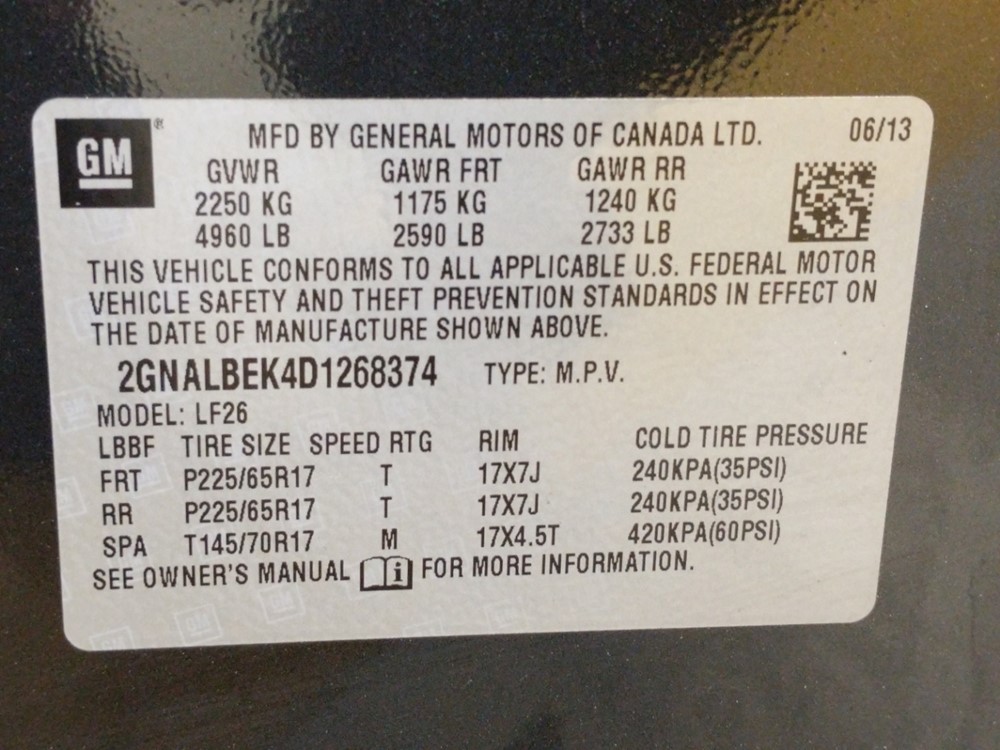 GM ®
MFD BY GENERAL MOTORS OF CANADA LTD. 06/13
GVWR GAWR FRT GAWR RR
2250 KG 1175 KG 1240 KG
4960 LB 2590 LB 2733 LB
THIS VEHICLE CONFORMS TO ALL APPLICABLE U.S. FEDERAL MOTOR
VEHICLE SAFETY AND THEFT PREVENTION STANDARDS IN EFFECT ON
THE DATE OF MANUFACTURE SHOWN ABOVE.
2GNALBEK4D1268374 TYPE: M.P.V.
MODEL: LF26
LBBF TIRE SIZE SPEED RTG RIM COLD TIRE PRESSURE
FRT P225/65R17 T 17X7J 240KPA(35PSI)
RR P225/65R17 T 17X7J 240KPA(35PSI)
SPA T145/70R17 M 17X4.5T 420KPA(60PSI)
SEE OWNER'S MANUAL i FOR MORE INFORMATION.